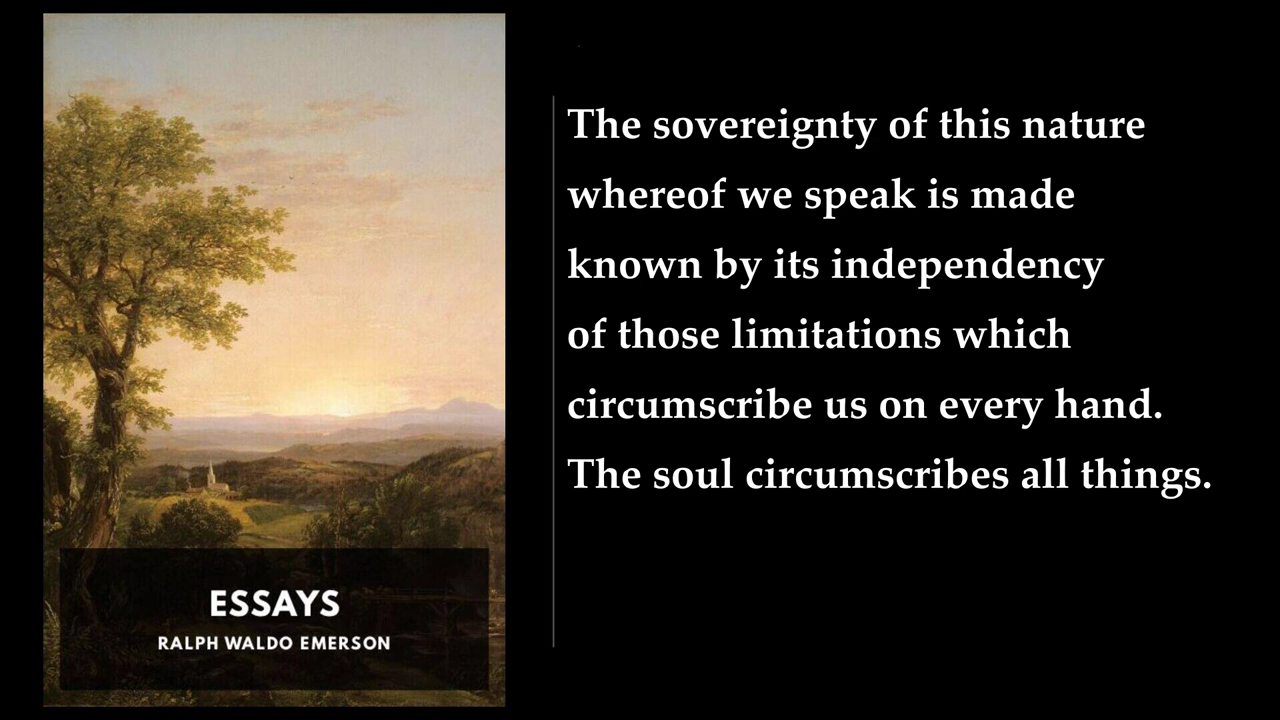 ESSAYS
RALPH WALDO EMERSON
The sovereignty of this nature
whereof we speak is made
known by its independency
of those limitations which
circumscribe us on every hand.
The soul circumscribes all things.